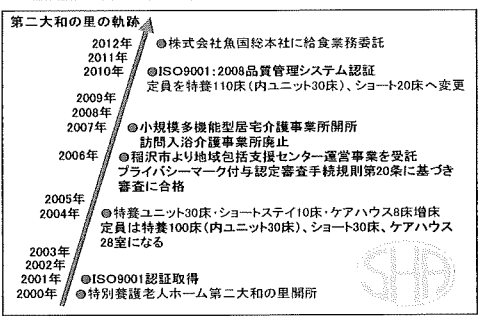 第二大和の里の軌跡
2012年 ●株式会社魚国総本社に給食業務委託
2011年
2010年 ●ISO9001:2008品質管理システム認証
定員を特養110床(内ユニット30床)、ショート20床へ変更
2009年
2008年
2007年 ●小規模多機能型居宅介護事業所開所
訪問入浴介護事業所廃止
2006年 ●稲沢市より地域包括支援センター運営事業を受託
プライバシーマーク付与認定審査手続規則第20条に基づき
審査に合格
2005年
2004年 ●特養ユニット30床・ショートステイ10床・ケアハウス8床増床
定員は特養100床(内ユニット30床)、ショート30床、ケアハウス
28室になる
2003年
2002年
2001年 ●ISO9001認証取得
2000年 ●特別養護老人ホーム第二大和の里開所
SHA